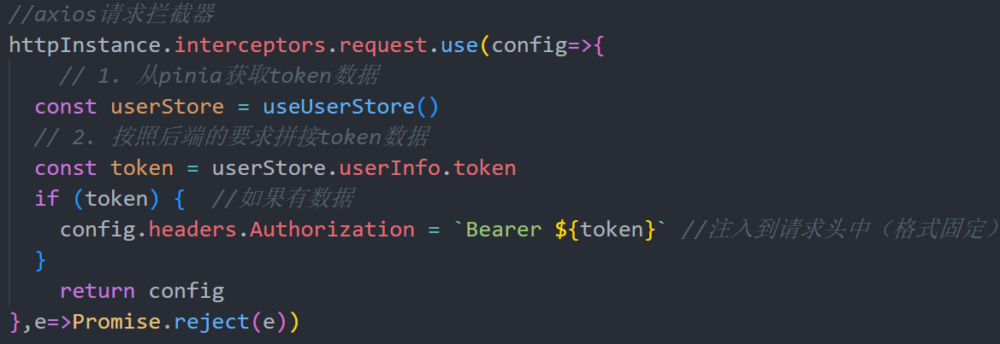 //axios请求拦截器
httpInstance.interceptors.request.use(config=>{
    // 1. 从pinia获取token数据
  const userStore = useUserStore()
  // 2. 按照后端的要求拼接token数据
  const token = userStore.userInfo.token
  if (token) {  //如果有数据
    config.headers.Authorization = `Bearer ${token}` //注入到请求头中（格式固定）
  }
    return config
},e=>Promise.reject(e))